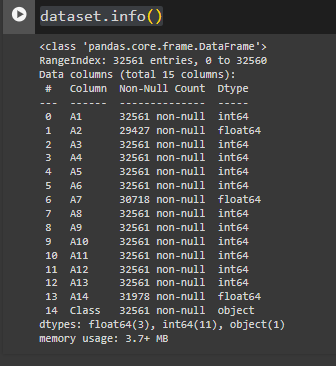 dataset.info()
<class 'pandas.core.frame.DataFrame'>
RangeIndex: 32561 entries, 0 to 32560
Data columns (total 15 columns):
 #   Column  Non-Null Count  Dtype
---  ------  --------------  -----
 0   A1      32561 non-null  int64
 1   A2      29427 non-null  float64
 2   A3      32561 non-null  int64
 3   A4      32561 non-null  int64
 4   A5      32561 non-null  int64
 5   A6      32561 non-null  int64
 6   A7      30718 non-null  float64
 7   A8      32561 non-null  int64
 8   A9      32561 non-null  int64
 9   A10     32561 non-null  int64
 10  A11     32561 non-null  int64
 11  A12     32561 non-null  int64
 12  A13     32561 non-null  int64
 13  A14     31978 non-null  float64
 14  Class   32561 non-null  object
dtypes: float64(3), int64(11), object(1)
memory usage: 3.7+ MB